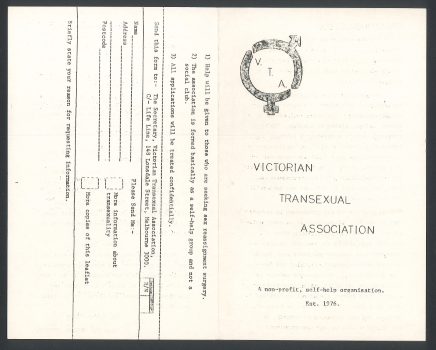 V.
T.
A.
VICTORIAN
TRANSEXUAL
ASSOCIATION
A non-profit, self-help organisation.
Est. 1976.
1) Help will be given to those who are seeking sex reassignment surgery.
2) The association is formed basically as a self-help group and not a
social club.
3) All applications will be treated confidentially.
Send this form to:- The Secretary, Victorian Transexual Association,
C/- Life Line, 148 Lonsdale Street, Melbourne 3000.
Name
Address
Postcode
Please Send Me-
More information about
transexuality
More copies of this leaflet
Briefly state your reason for requesting information.